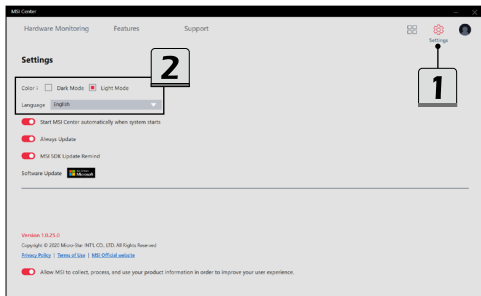 MSI Center
Hardware Monitoring Features Support
Settings
Settings
2
1
Color : Dark Mode Light Mode
Language English
Start MSI Center automatically when system starts
Always Update
MSI SDK Update Remind
Software Update Microsoft
Version 1.0.25.0
Copyright © 2020 Micro-Star INT'L CO., LTD. All Rights Reserved
Privacy Policy | Terms of Use | MSI Official website
Allow MSI to collect, process, and use your product information in order to improve your user experience.